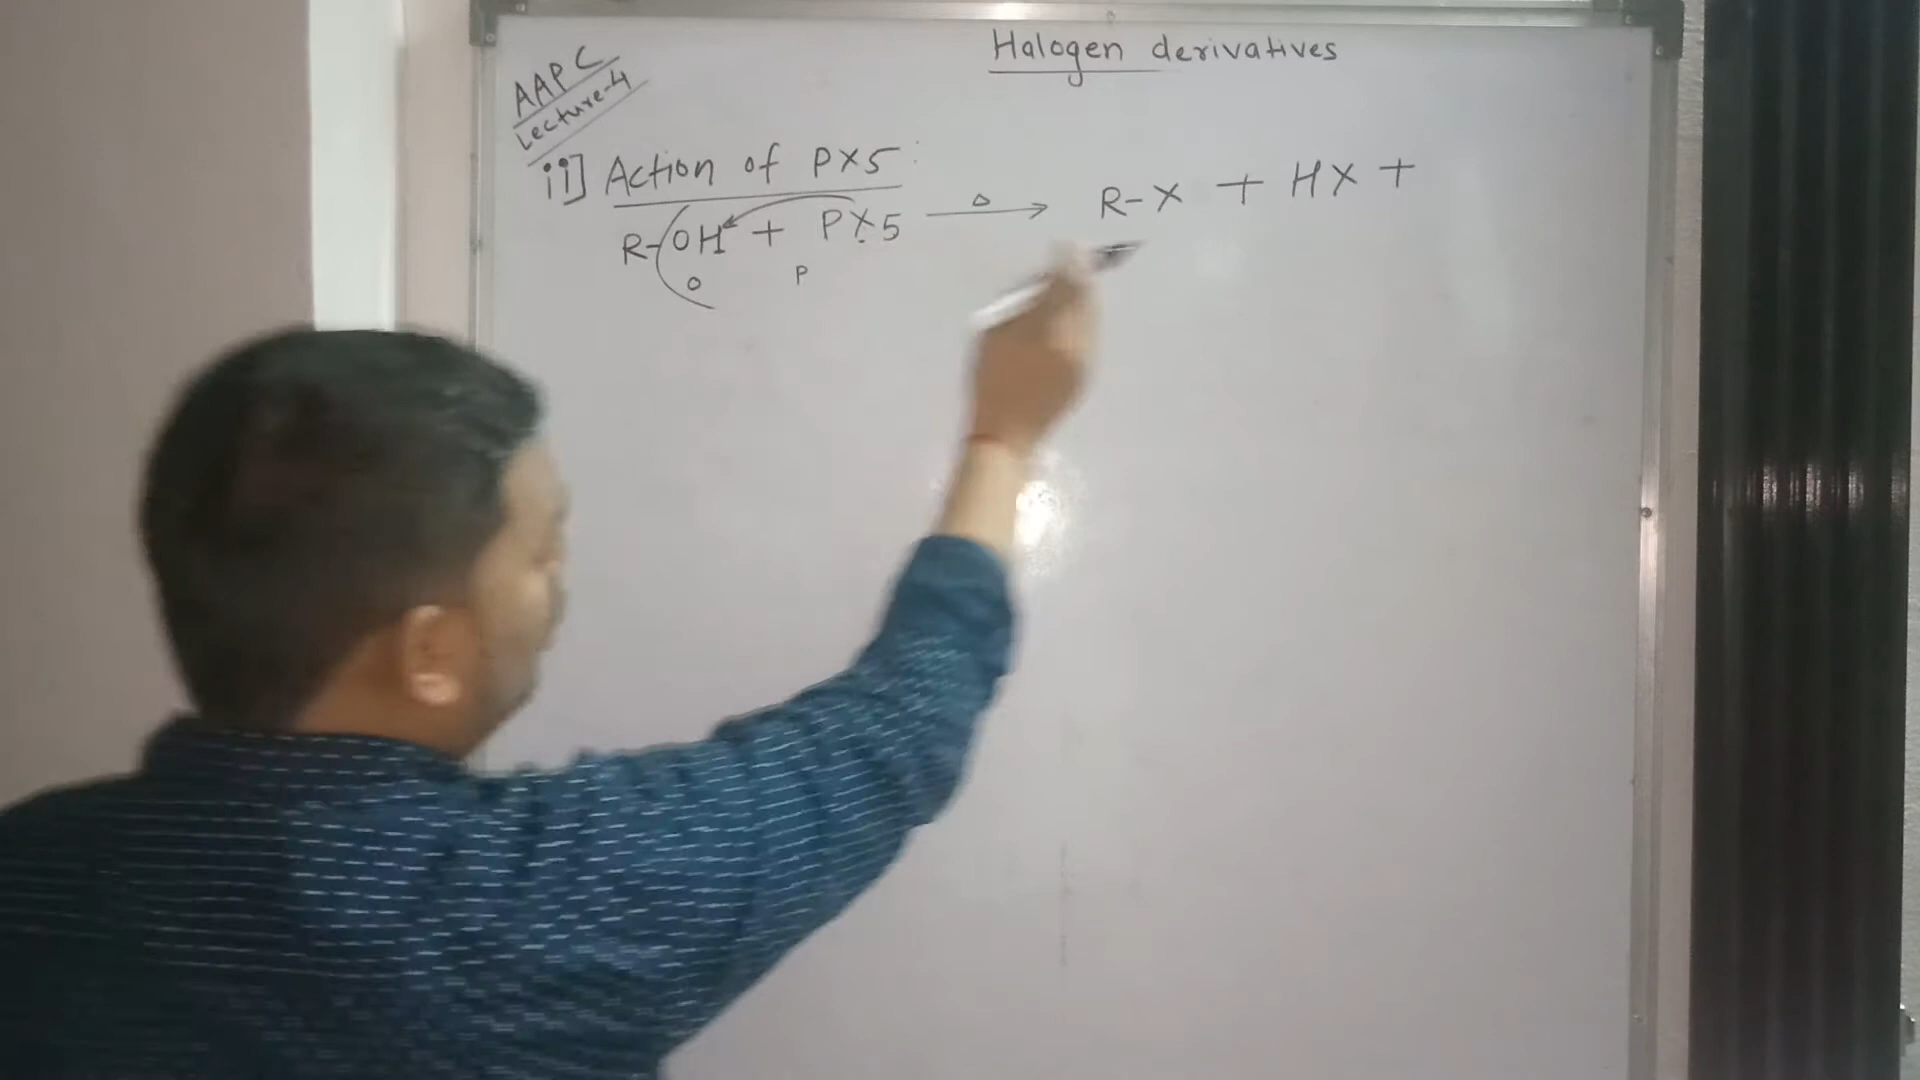 Halogen derivatives
AAPC
Lecture-4
ii] Action of PX5:
R-OH + PX5 —Δ→ R-X + HX +
O P